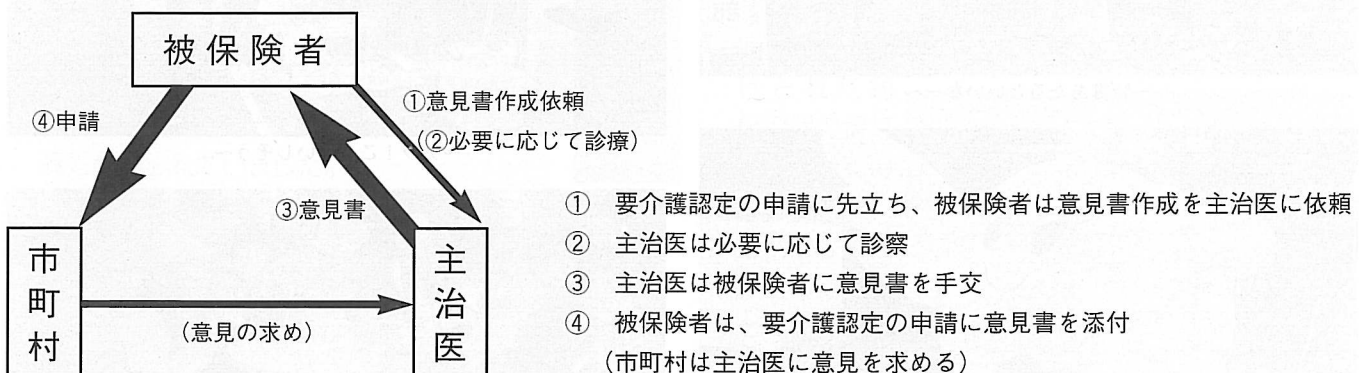 被保険者
④申請
①意見書作成依頼
(②必要に応じて診療)
③意見書
市町村
(意見の求め)
主治医
① 要介護認定の申請に先立ち、被保険者は意見書作成を主治医に依頼
② 主治医は必要に応じて診察
③ 主治医は被保険者に意見書を手交
④ 被保険者は、要介護認定の申請に意見書を添付
(市町村は主治医に意見を求める)